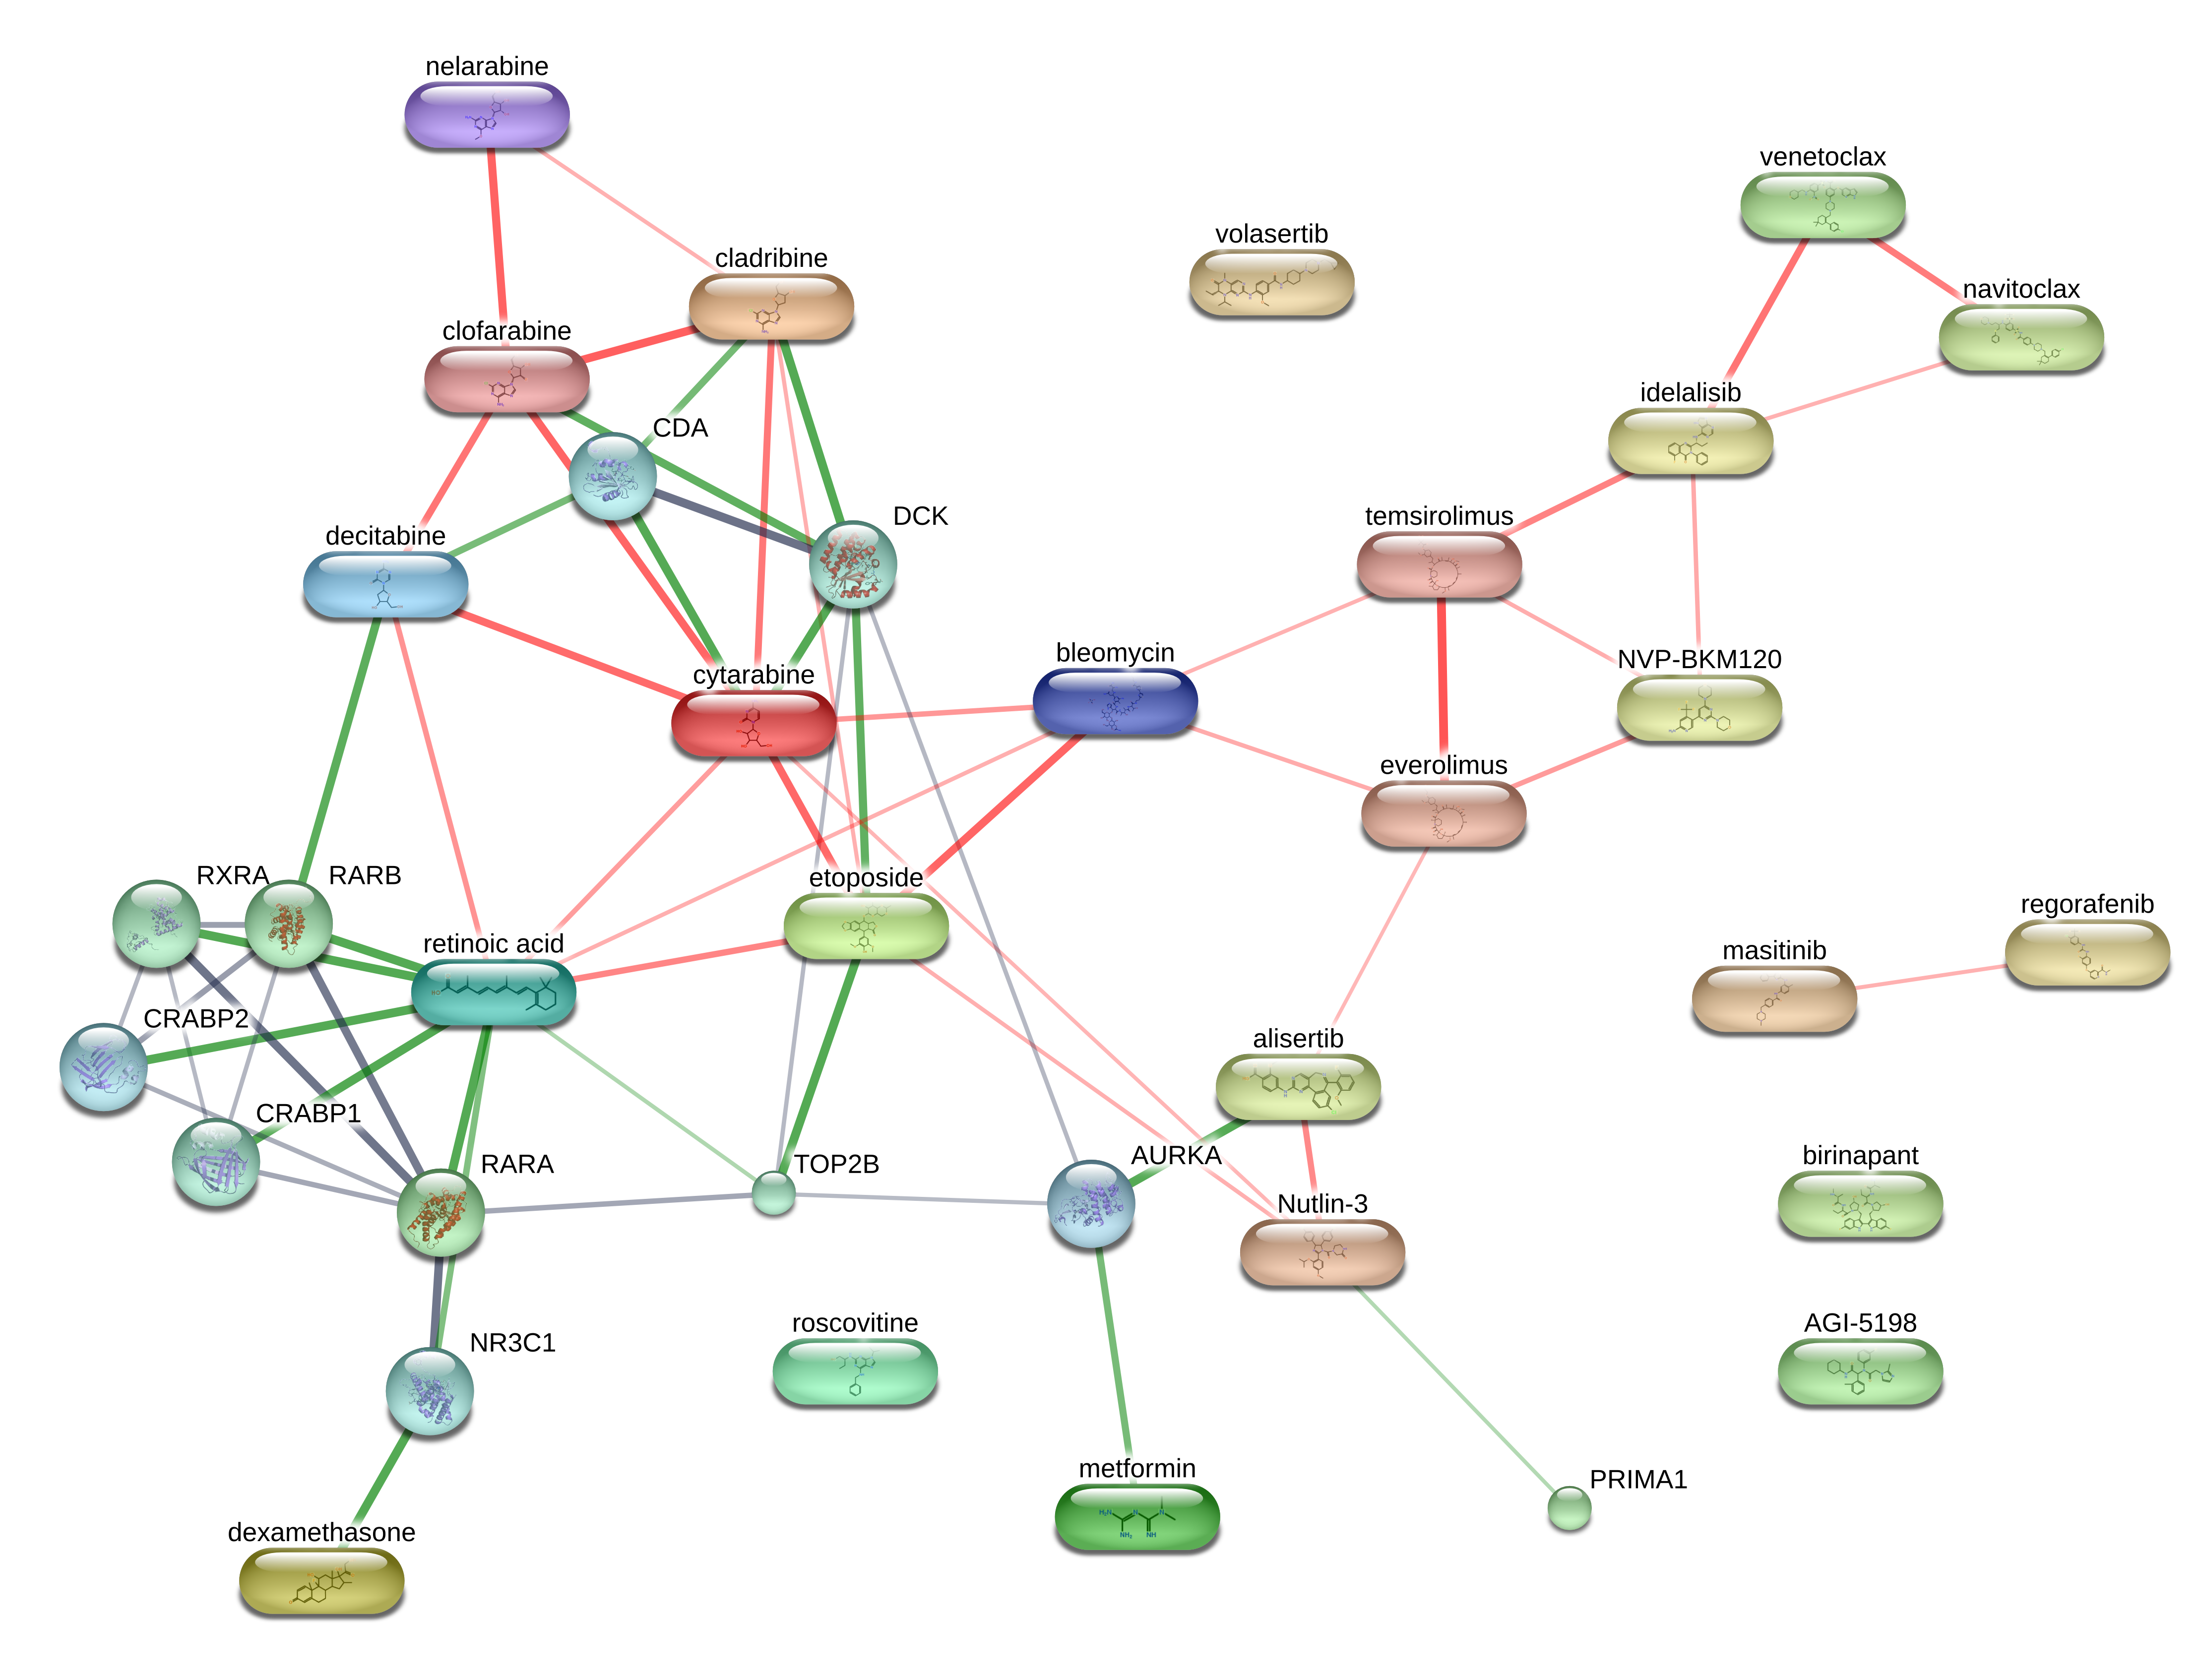 nelarabine
venetoclax
volasertib
cladribine
navitoclax
clofarabine
idelalisib
CDA
DCK
temsirolimus
decitabine
bleomycin
NVP-BKM120
cytarabine
everolimus
RXRA
RARB
etoposide
regorafenib
retinoic acid
masitinib
CRABP2
alisertib
CRABP1
AURKA
birinapant
RARA
TOP2B
Nutlin-3
roscovitine
AGI-5198
NR3C1
metformin
PRIMA1
dexamethasone